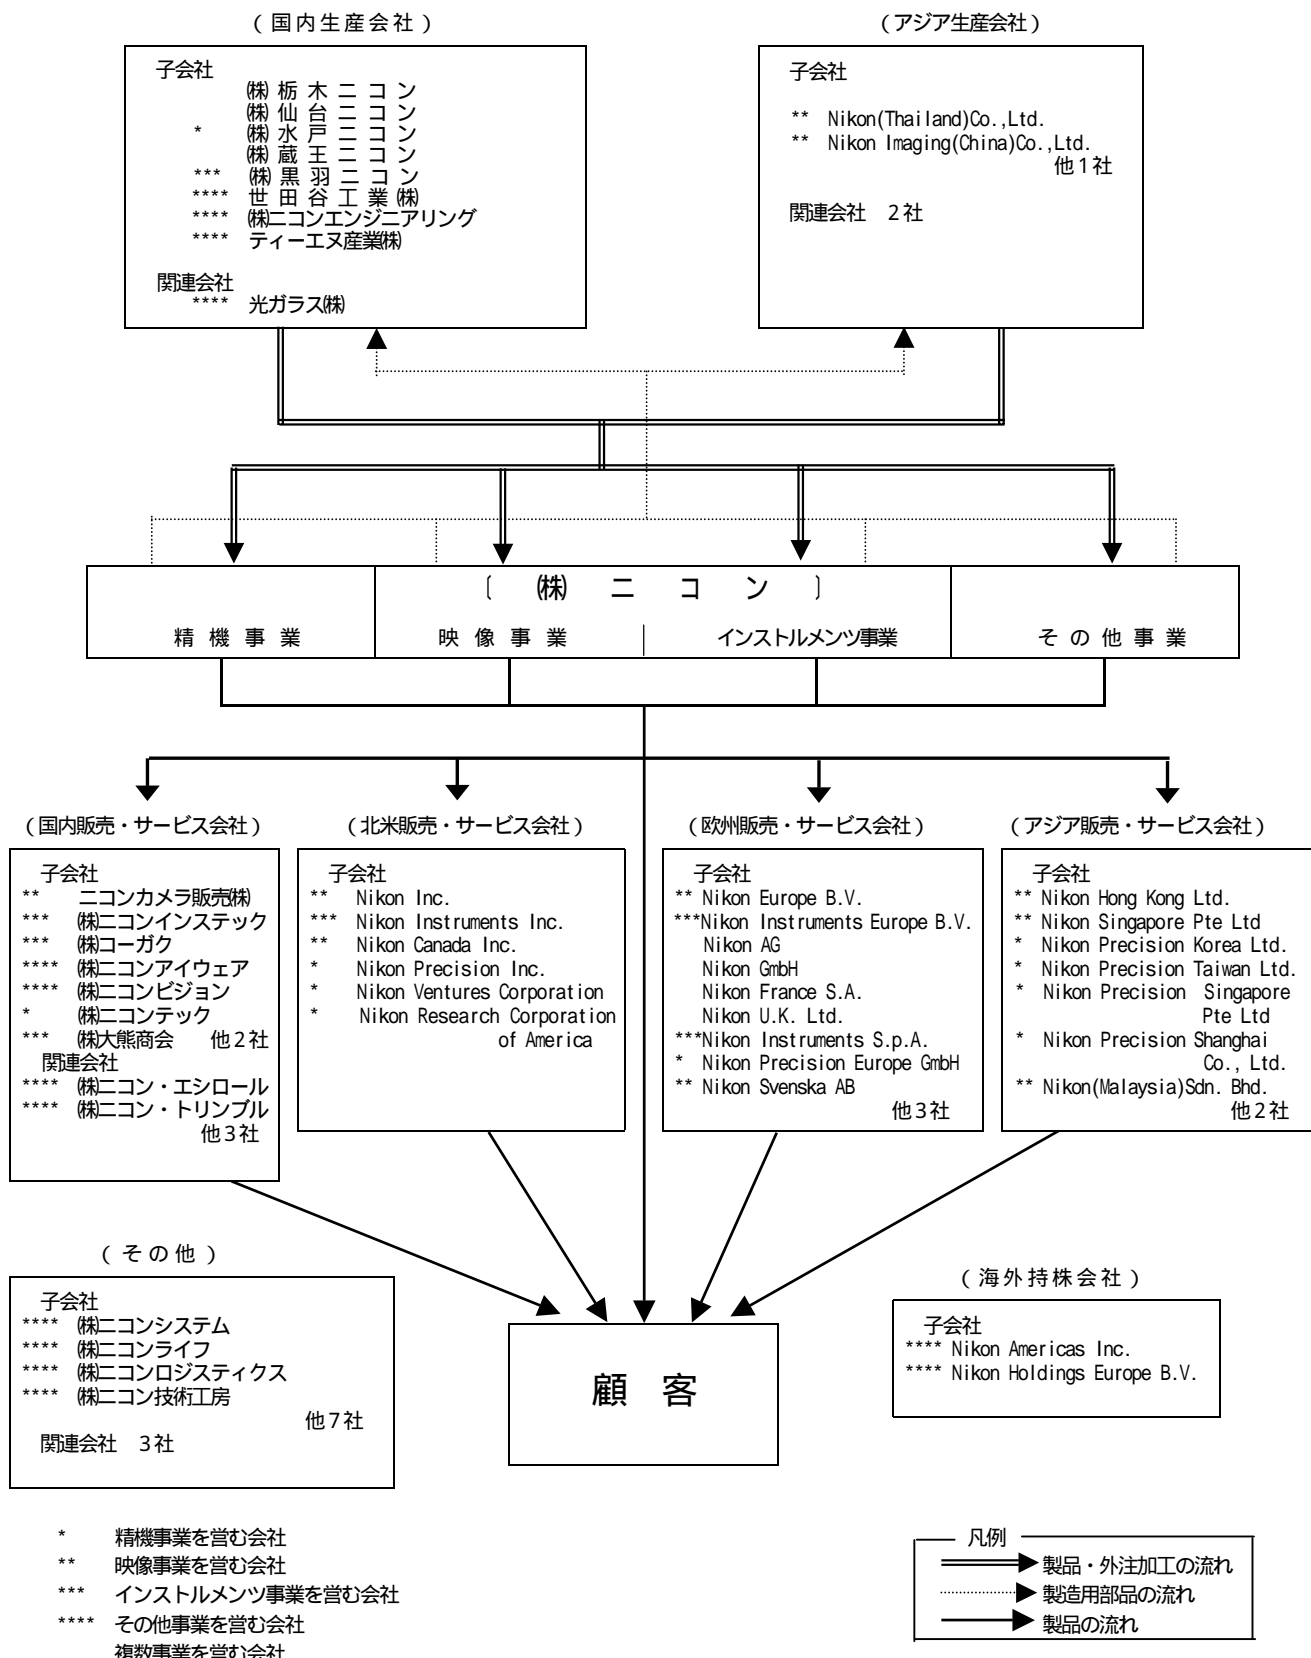 (国内生産会社)
子会社
㈱栃木ニコン
㈱仙台ニコン
* ㈱水戸ニコン
㈱蔵王ニコン
*** ㈱黒羽ニコン
**** 世田谷工業㈱
**** ㈱ニコンエンジニアリング
**** ティーエヌ産業㈱
関連会社
**** 光ガラス㈱
(アジア生産会社)
子会社
** Nikon(Thailand)Co.,Ltd.
** Nikon Imaging(China)Co.,Ltd.
他1社
関連会社 2社
〔 ㈱ ニ コ ン 〕
精機事業
映像事業
インストルメンツ事業
その他事業
(国内販売・サービス会社)
子会社
** ニコンカメラ販売㈱
*** ㈱ニコンインステック
*** ㈱コーガク
**** ㈱ニコンアイウェア
**** ㈱ニコンビジョン
* ㈱ニコンテック
*** ㈱大熊商会 他2社
関連会社
**** ㈱ニコン・エシロール
**** ㈱ニコン・トリンブル
他3社
(北米販売・サービス会社)
子会社
** Nikon Inc.
*** Nikon Instruments Inc.
** Nikon Canada Inc.
* Nikon Precision Inc.
* Nikon Ventures Corporation
* Nikon Research Corporation
of America
(欧州販売・サービス会社)
子会社
** Nikon Europe B.V.
***Nikon Instruments Europe B.V.
Nikon AG
Nikon GmbH
Nikon France S.A.
Nikon U.K. Ltd.
***Nikon Instruments S.p.A.
* Nikon Precision Europe GmbH
** Nikon Svenska AB
他3社
(アジア販売・サービス会社)
子会社
** Nikon Hong Kong Ltd.
** Nikon Singapore Pte Ltd
* Nikon Precision Korea Ltd.
* Nikon Precision Taiwan Ltd.
* Nikon Precision Singapore
Pte Ltd
* Nikon Precision Shanghai
Co., Ltd.
** Nikon(Malaysia)Sdn. Bhd.
他2社
(その他)
子会社
**** ㈱ニコンシステム
**** ㈱ニコンライフ
**** ㈱ニコンロジスティクス
**** ㈱ニコン技術工房
他7社
関連会社 3社
顧客
(海外持株会社)
子会社
**** Nikon Americas Inc.
**** Nikon Holdings Europe B.V.
* 精機事業を営む会社
** 映像事業を営む会社
*** インストルメンツ事業を営む会社
**** その他事業を営む会社
複数事業を営む会社
凡例
製品・外注加工の流れ
製造用部品の流れ
製品の流れ